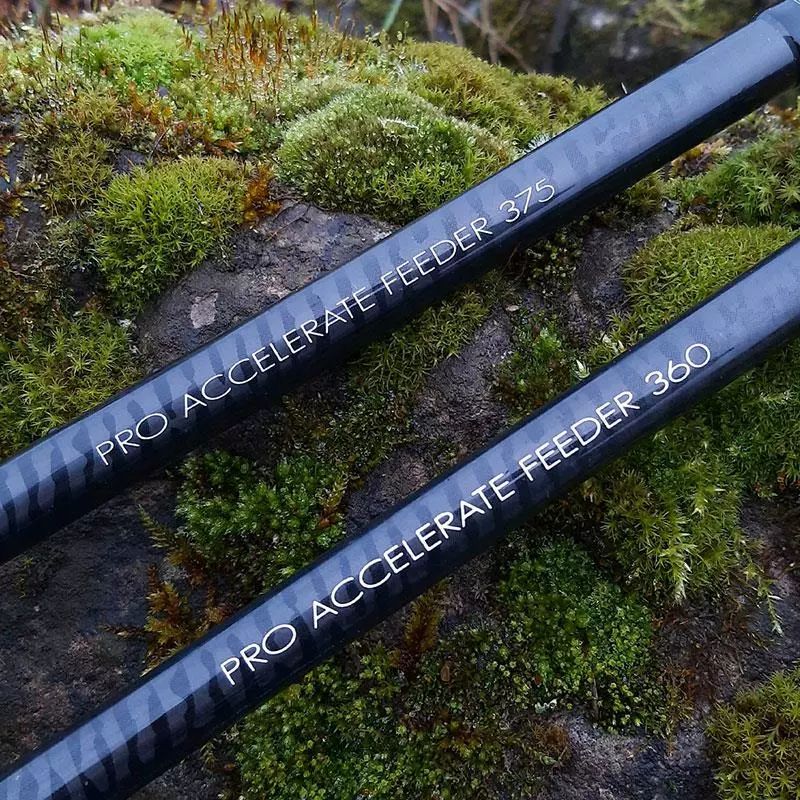 PRO ACCELERATE FEEDER 375
PRO ACCELERATE FEEDER 360